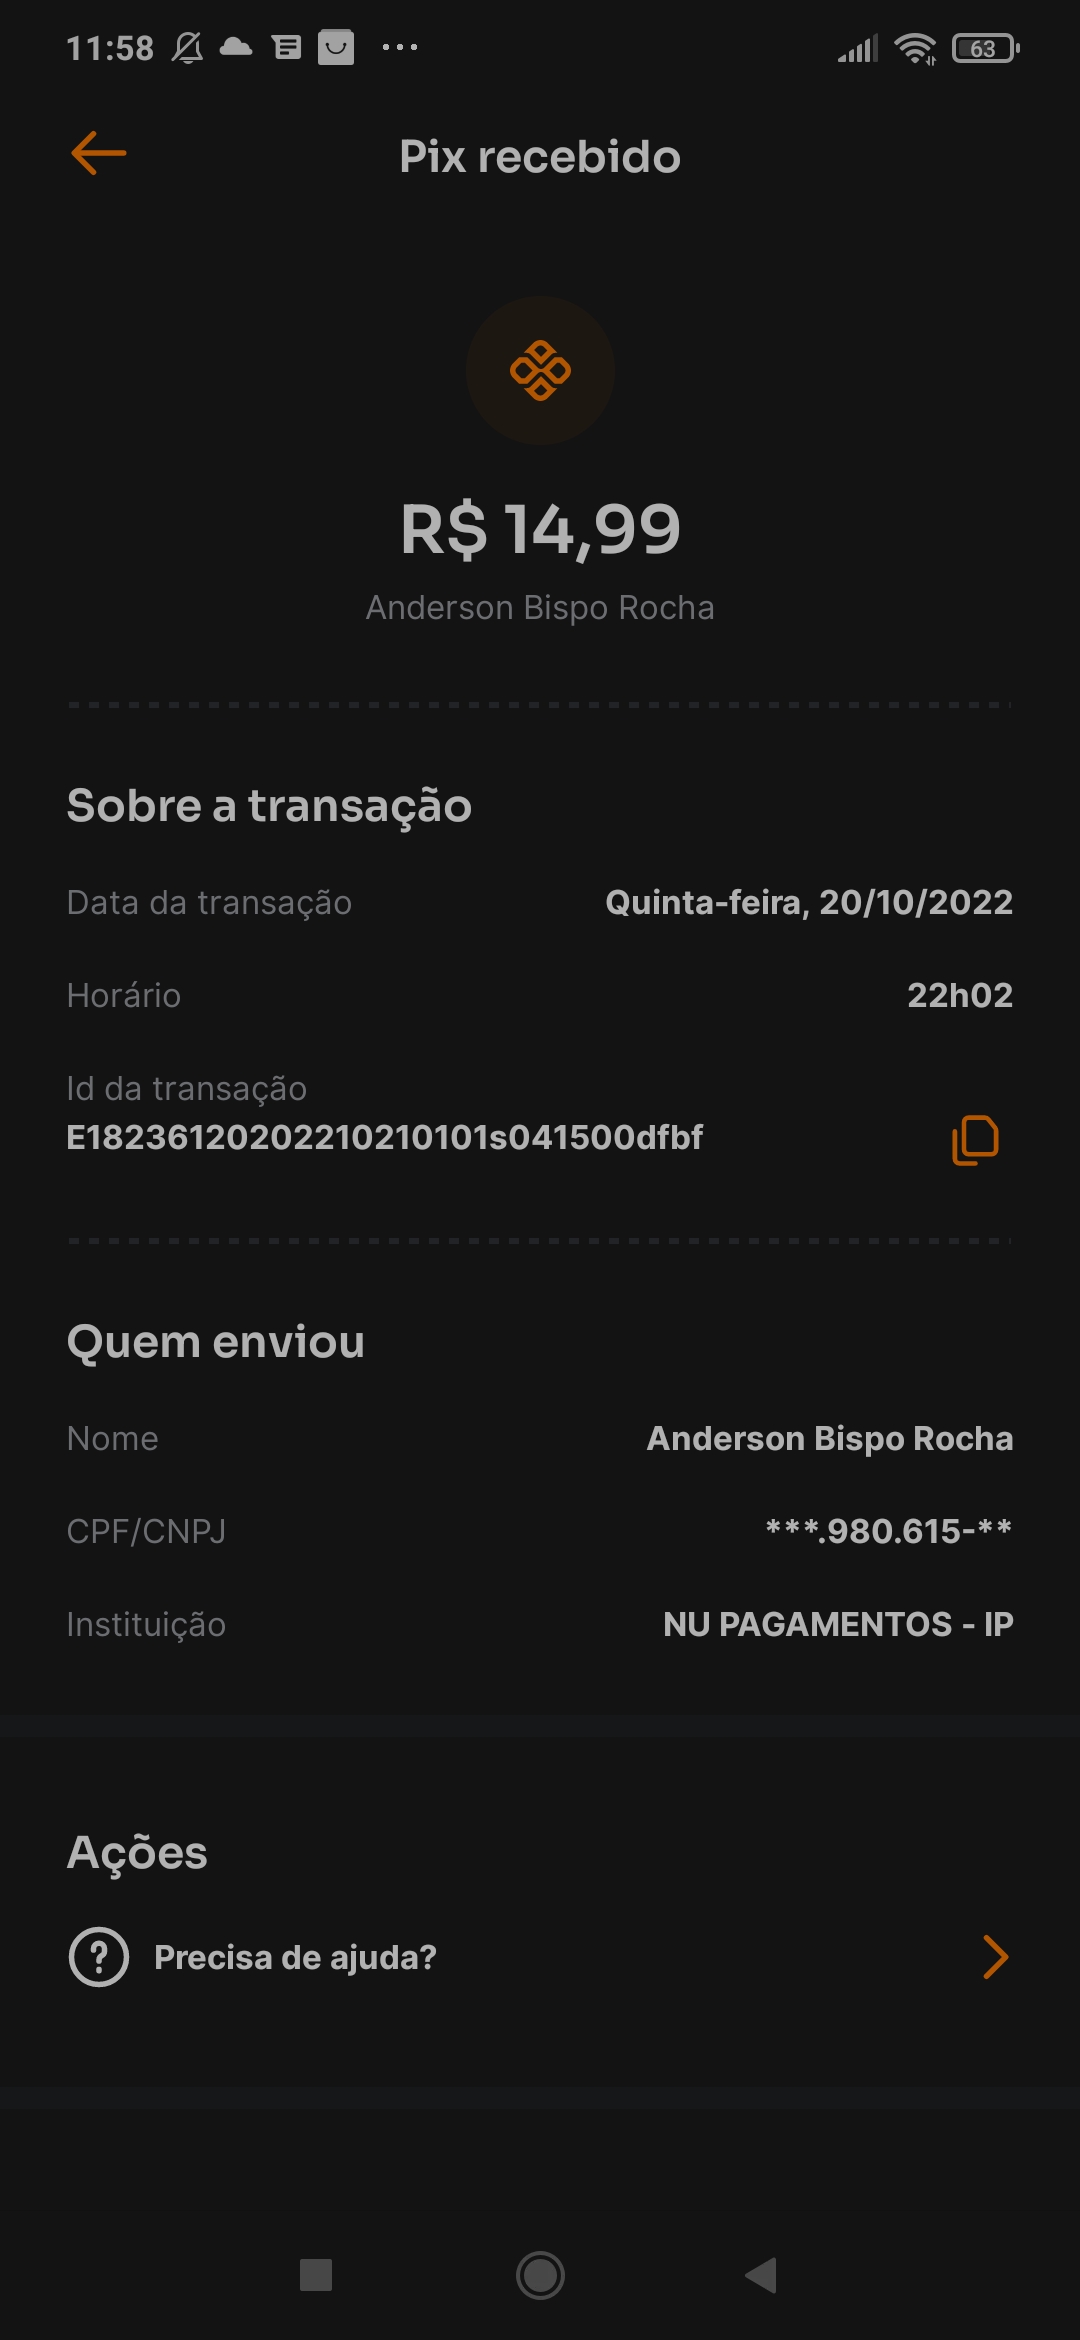 11:58
63
Pix recebido
R$ 14,99
Anderson Bispo Rocha
Sobre a transação
Data da transação Quinta-feira, 20/10/2022
Horário 22h02
Id da transação
E18236120202210210101s041500dfbf
Quem enviou
Nome Anderson Bispo Rocha
CPF/CNPJ ***.980.615-**
Instituição NU PAGAMENTOS - IP
Ações
Precisa de ajuda?